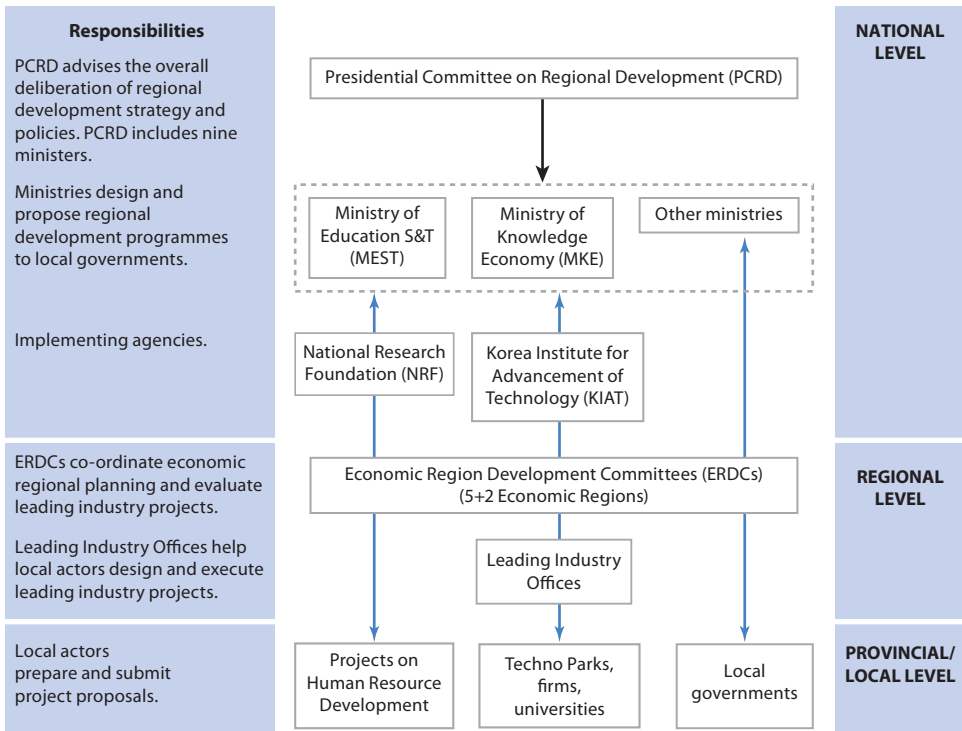 Responsibilities
PCRD advises the overall
deliberation of regional
development strategy and
policies. PCRD includes nine
ministers.
Ministries design and
propose regional
development programmes
to local governments.
Implementing agencies.
ERDCs co-ordinate economic
regional planning and evaluate
leading industry projects.
Leading Industry Offices help
local actors design and execute
leading industry projects.
Local actors
prepare and submit
project proposals.
Presidential Committee on Regional Development (PCRD)
Ministry of
Education S&T
(MEST)
Ministry of
Knowledge
Economy (MKE)
Other ministries
National Research
Foundation (NRF)
Korea Institute for
Advancement of
Technology (KIAT)
Economic Region Development Committees (ERDCs)
(5+2 Economic Regions)
Leading Industry
Offices
Projects on
Human Resource
Development
Techno Parks,
firms,
universities
Local
governments
NATIONAL
LEVEL
REGIONAL
LEVEL
PROVINCIAL/
LOCAL LEVEL